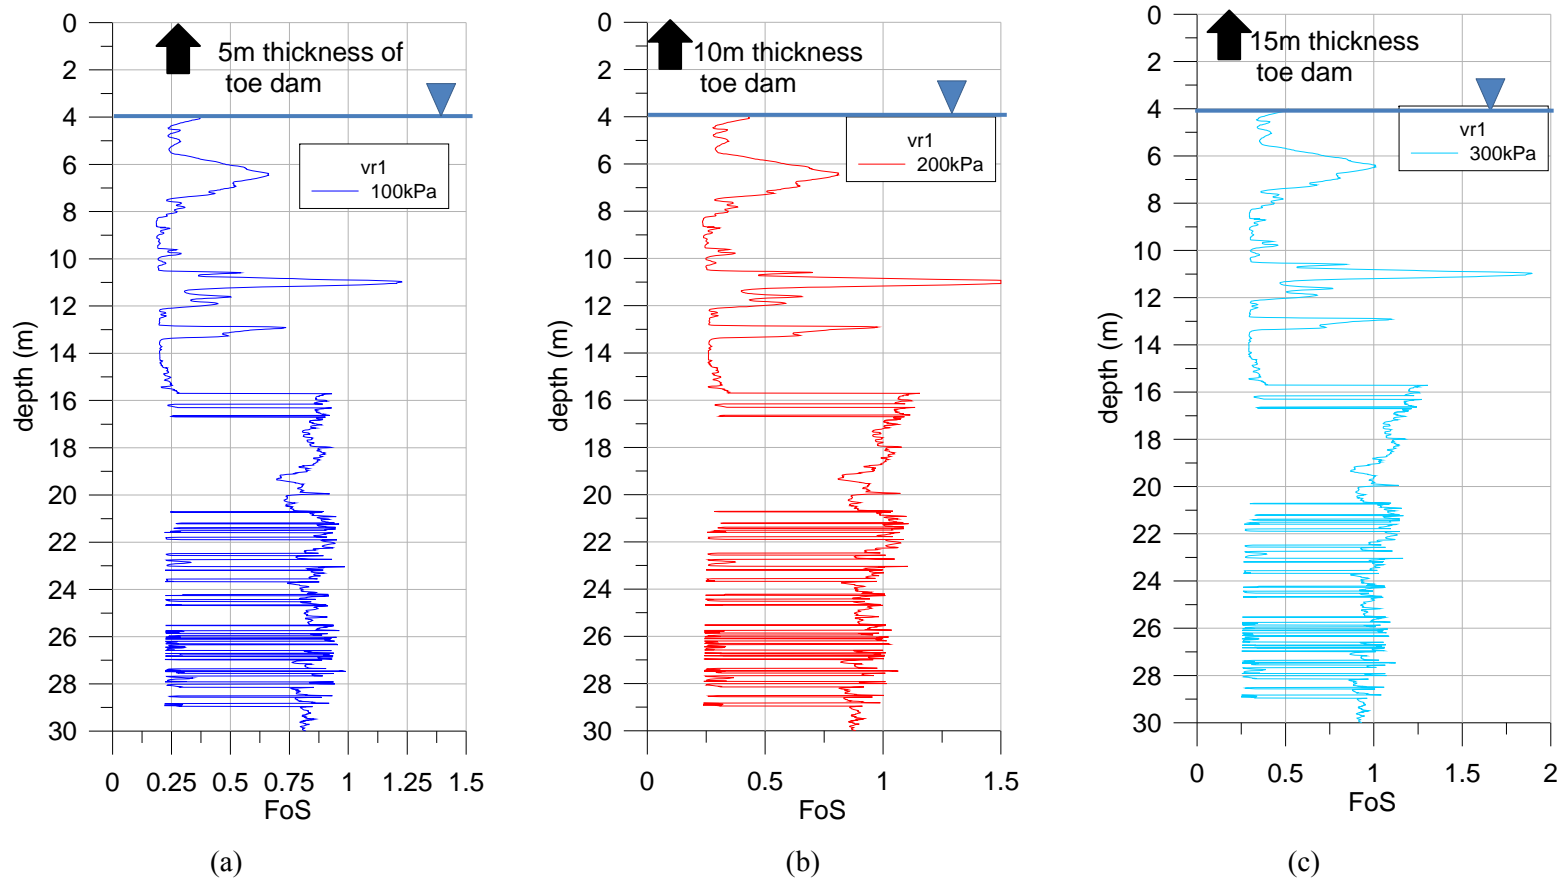 0
2
4
6
8
10
12
14
16
18
20
22
24
26
28
30
depth (m)
5m thickness of
toe dam
vr1
100kPa
0 0.25 0.5 0.75 1 1.25 1.5
FoS
(a)
0
2
4
6
8
10
12
14
16
18
20
22
24
26
28
30
depth (m)
10m thickness
toe dam
vr1
200kPa
0 0.5 1 1.5
FoS
(b)
0
2
4
6
8
10
12
14
16
18
20
22
24
26
28
30
depth (m)
15m thickness
toe dam
vr1
300kPa
0 0.5 1 1.5 2
FoS
(c)